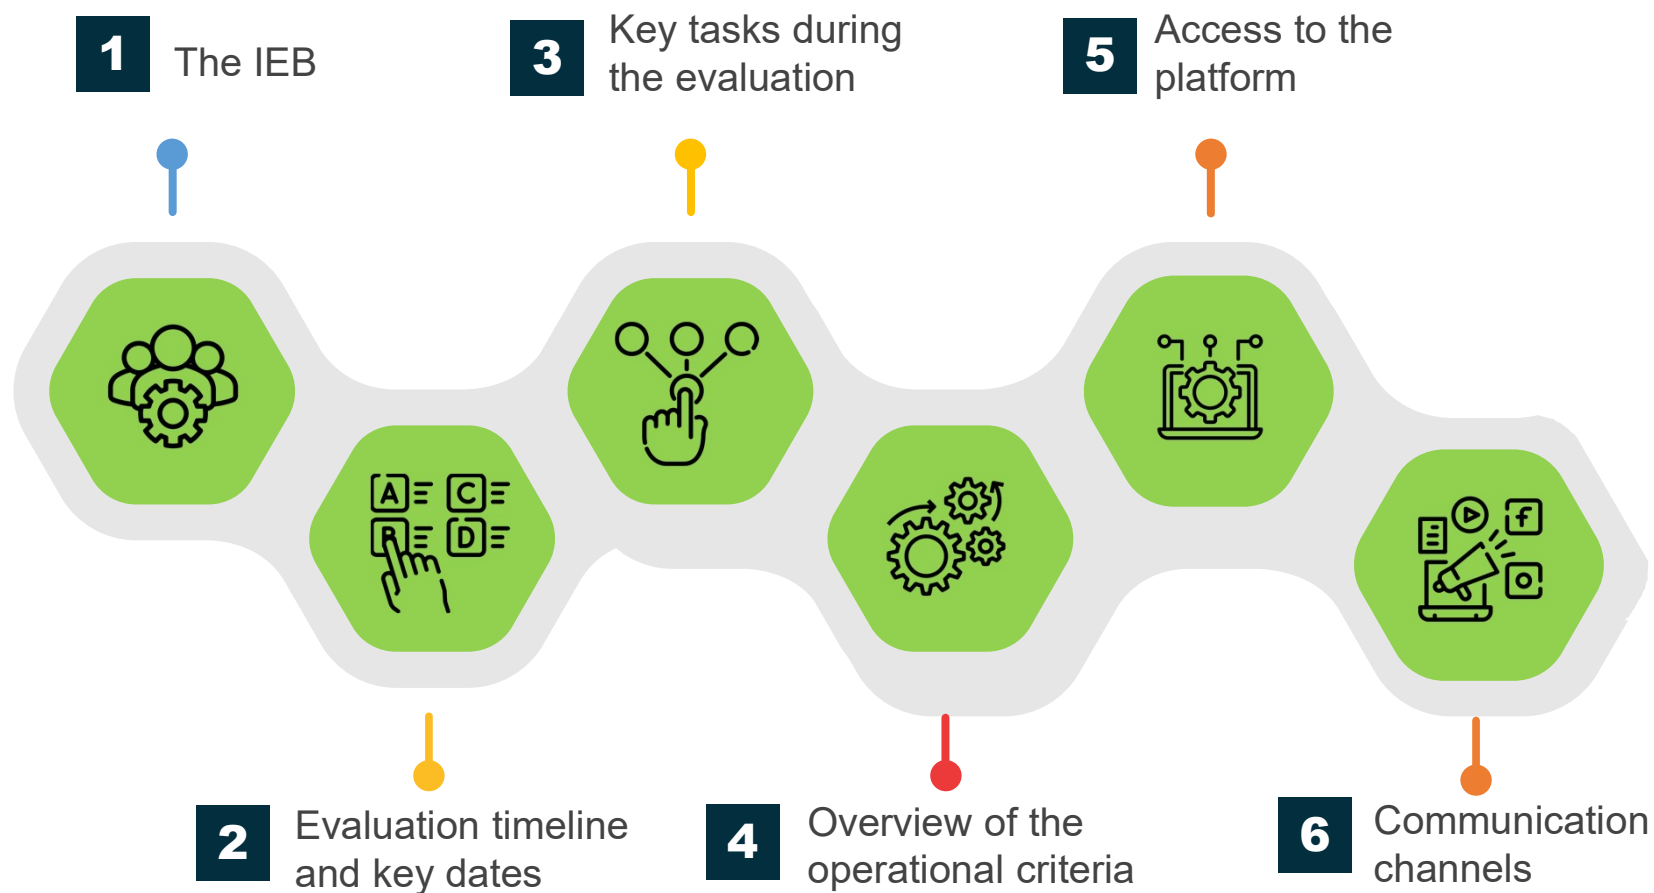 1
The IEB
2
Evaluation timeline
and key dates
3
Key tasks during
the evaluation
4
Overview of the
operational criteria
5
Access to the
platform
6
Communication
channels
A
C
B
D
f